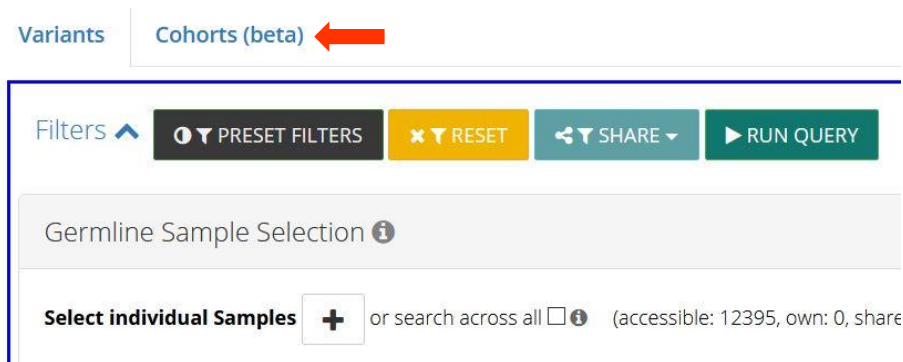 Variants Cohorts (beta)
Filters PRESET FILTERS RESET SHARE RUN QUERY
Germline Sample Selection
Select individual Samples + or search across all (accessible: 12395, own: 0, share